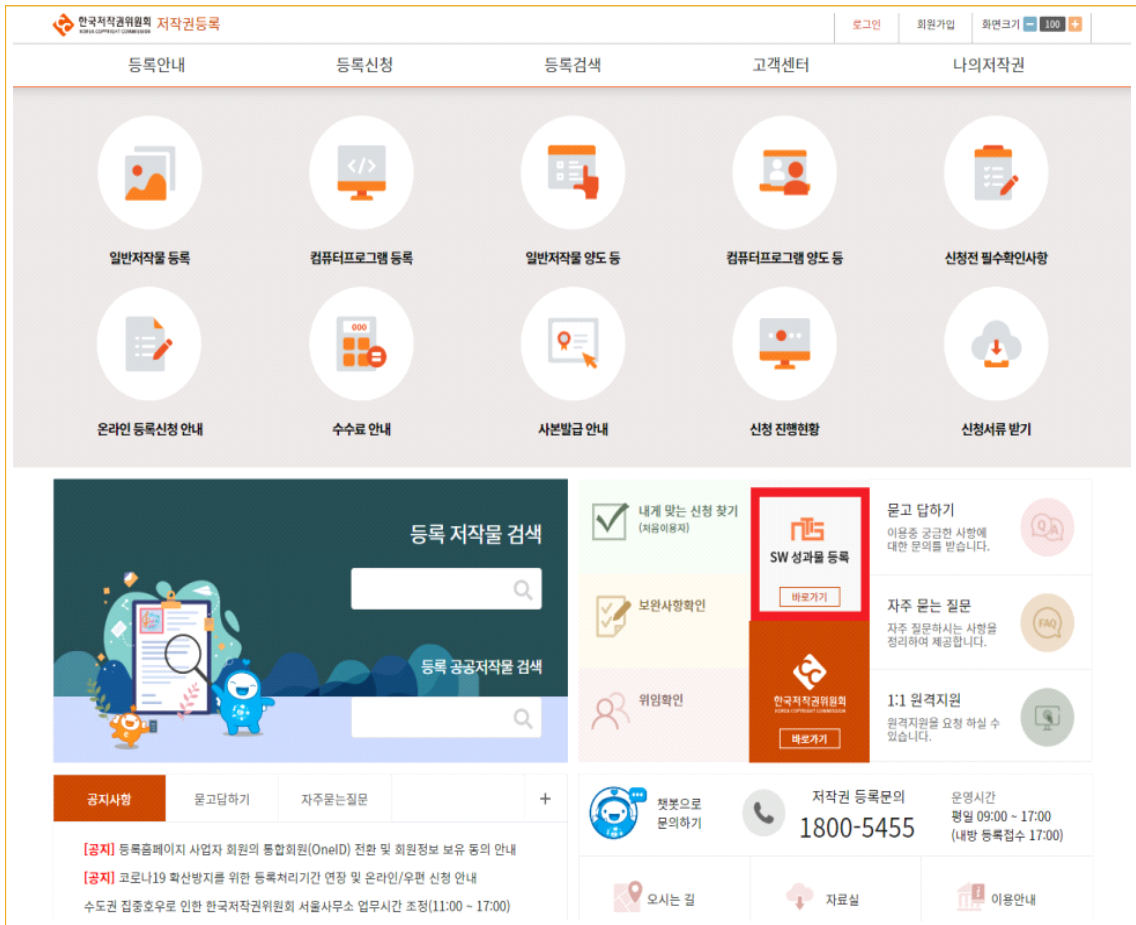 한국저작권위원회 저작권등록
KOREA COPYRIGHT COMMISSION
로그인 회원가입 화면크기 - 100 +
등록안내 등록신청 등록검색 고객센터 나의저작권
</>
일반저작물 등록 컴퓨터프로그램 등록 일반저작물 양도 등 컴퓨터프로그램 양도 등 신청전 필수확인사항
000
온라인 등록신청 안내 수수료 안내 사본발급 안내 신청 진행현황 신청서류 받기
등록 저작물 검색
등록 공공저작물 검색
내게 맞는 신청 찾기
(처음이용자)
보완사항확인
위임확인
NTIS
SW 성과물 등록
바로가기
한국저작권위원회
KOREA COPYRIGHT COMMISSION
바로가기
묻고 답하기
이용중 궁금한 사항에
대한 문의를 받습니다.
Q A
자주 묻는 질문
자주 질문하시는 사항을
정리하여 제공합니다.
FAQ
1:1 원격지원
원격지원을 요청 하실 수
있습니다.
공지사항 묻고답하기 자주묻는질문 +
[공지] 등록홈페이지 사업자 회원의 통합회원(OneID) 전환 및 회원정보 보유 동의 안내
[공지] 코로나19 확산방지를 위한 등록처리기간 연장 및 온라인/우편 신청 안내
수도권 집중호우로 인한 한국저작권위원회 서울사무소 업무시간 조정(11:00 ~ 17:00)
챗봇으로
문의하기
저작권 등록문의
1800-5455
운영시간
평일 09:00 ~ 17:00
(내방 등록접수 17:00)
오시는 길 자료실 이용안내